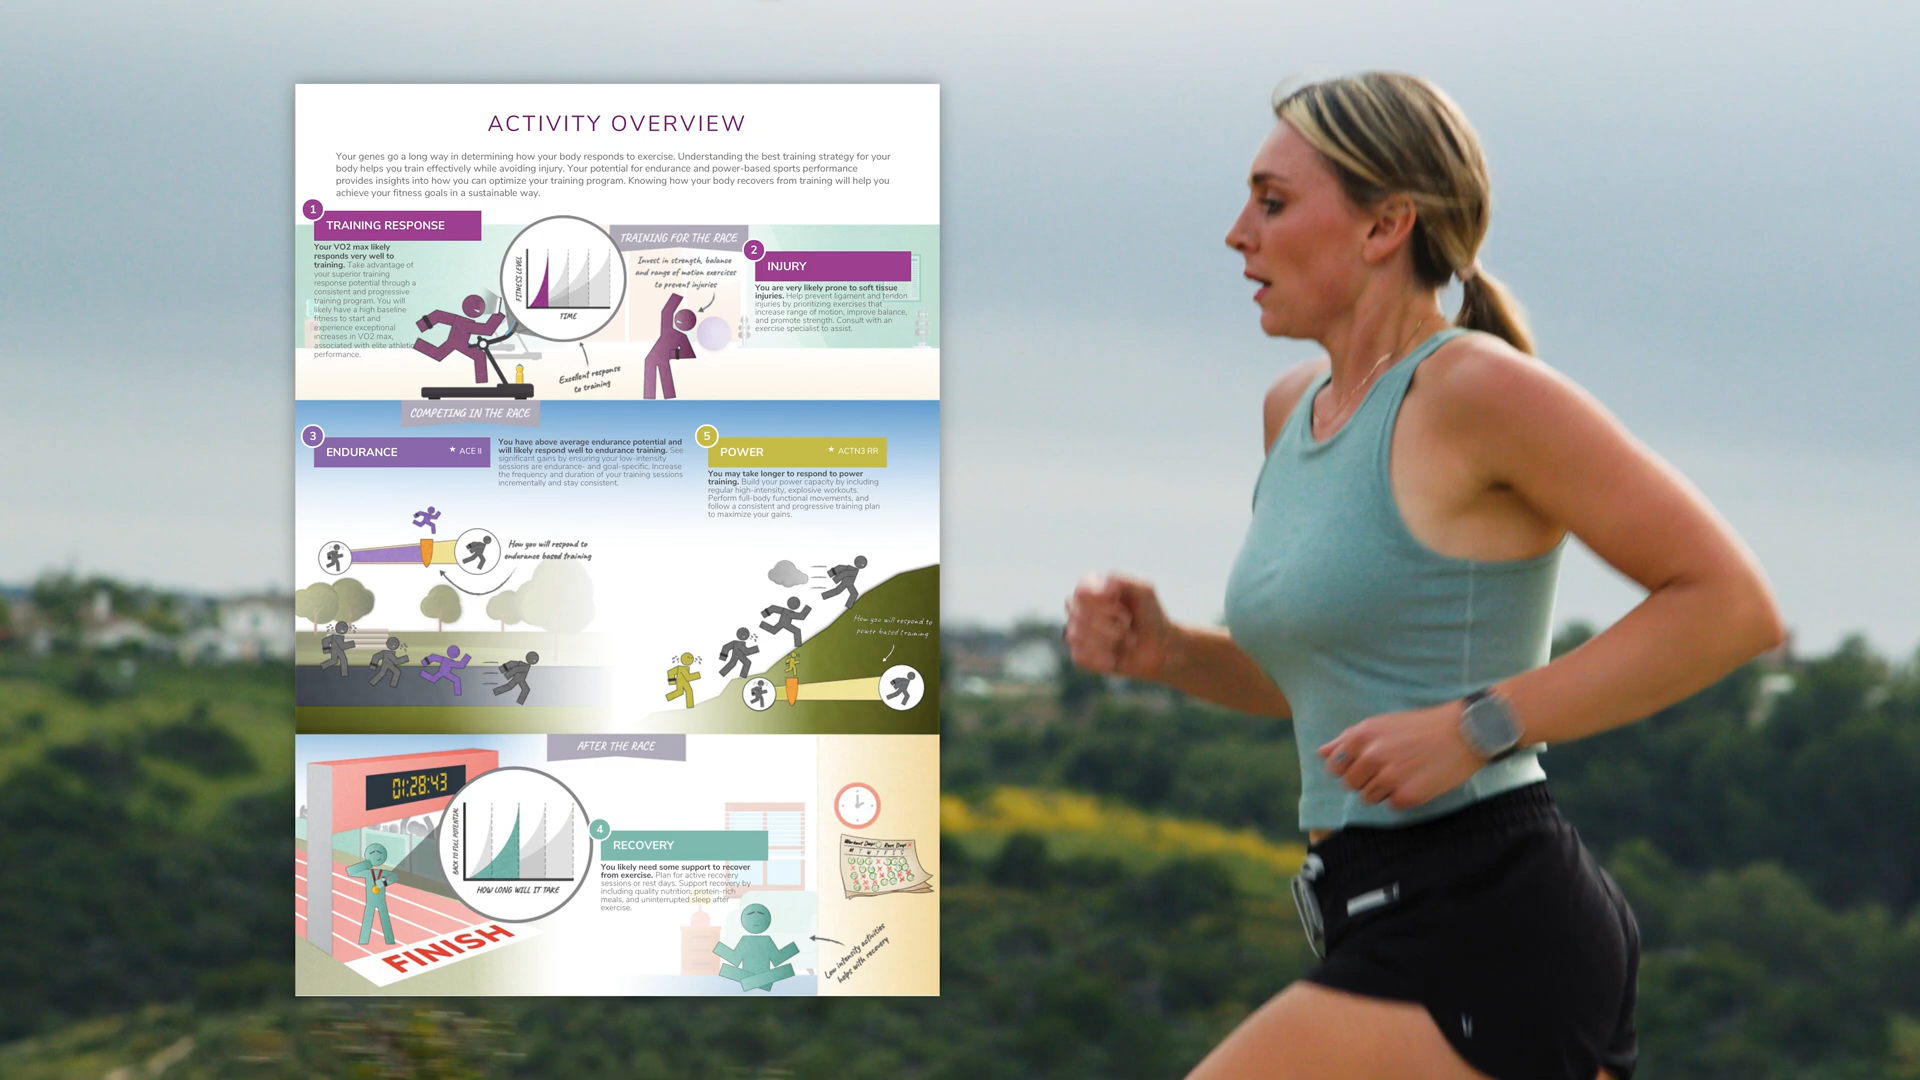 ACTIVITY OVERVIEW
Your genes go a long way in determining how your body responds to exercise. Understanding the best training strategy for your
body helps you train effectively while avoiding injury. Your potential for endurance and power-based sports performance
provides insights into how you can optimize your training program. Knowing how your body recovers from training will help you
achieve your fitness goals in a sustainable way.
1
TRAINING RESPONSE
Your VO2 max likely
responds very well to
training. Take advantage of
your superior training
response potential through a
consistent and progressive
training program. You will
likely have a high baseline
fitness to start and
experience exceptional
increases in VO2 max,
associated with elite athletic
performance.
FITNESS LEVEL
TIME
Excellent response
to training
TRAINING FOR THE RACE
Invest in strength, balance
and range of motion exercises
to prevent injuries
2
INJURY
You are very likely prone to soft tissue
injuries. Help prevent ligament and tendon
injuries by prioritizing exercises that
increase range of motion, improve balance,
and promote strength. Consult with an
exercise specialist to assist.
COMPETING IN THE RACE
3
ENDURANCE
★ ACE II
You have above average endurance potential and
will likely respond well to endurance training. See
significant gains by ensuring your low-intensity
sessions are endurance- and goal-specific. Increase
the frequency and duration of your training sessions
incrementally and stay consistent.
How you will respond to
endurance based training
5
POWER
★ ACTN3 RR
You may take longer to respond to power
training. Build your power capacity by including
regular high-intensity, explosive workouts.
Perform full-body functional movements, and
follow a consistent and progressive training plan
to maximize your gains.
How you will respond to
power based training
AFTER THE RACE
01:28:43
BACK TO FULL POTENTIAL
HOW LONG WILL IT TAKE
FINISH
4
RECOVERY
You likely need some support to recover
from exercise. Plan for active recovery
sessions or rest days. Support recovery by
including quality nutrition, protein-rich
meals, and uninterrupted sleep after
exercise.
Workout Day: Rest Day:
M T W T F S S
Low intensity activities
helps with recovery